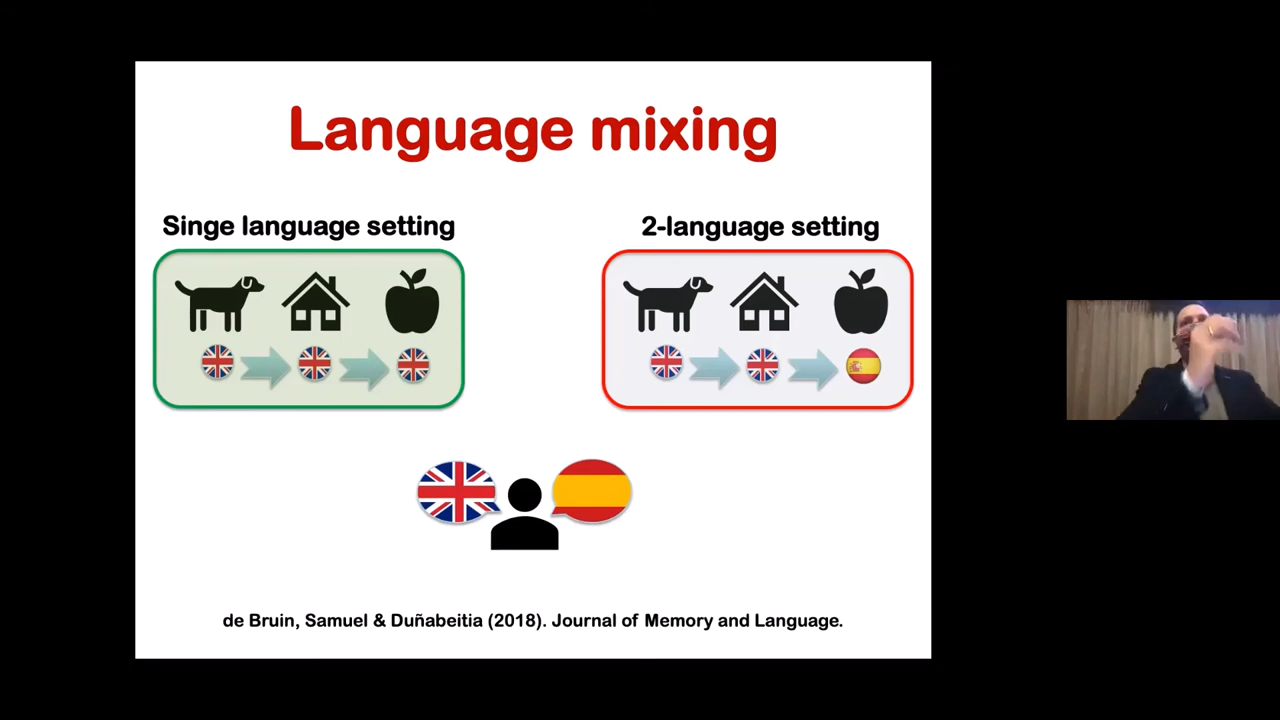 Language mixing
Singe language setting
2-language setting
de Bruin, Samuel & Duñabeitia (2018). Journal of Memory and Language.